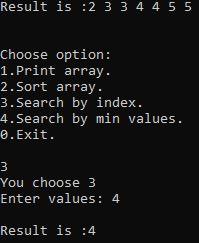 Result is :2 3 3 4 4 5 5
Choose option:
1.Print array.
2.Sort array.
3.Search by index.
4.Search by min values.
0.Exit.
3
You choose 3
Enter values: 4
Result is :4